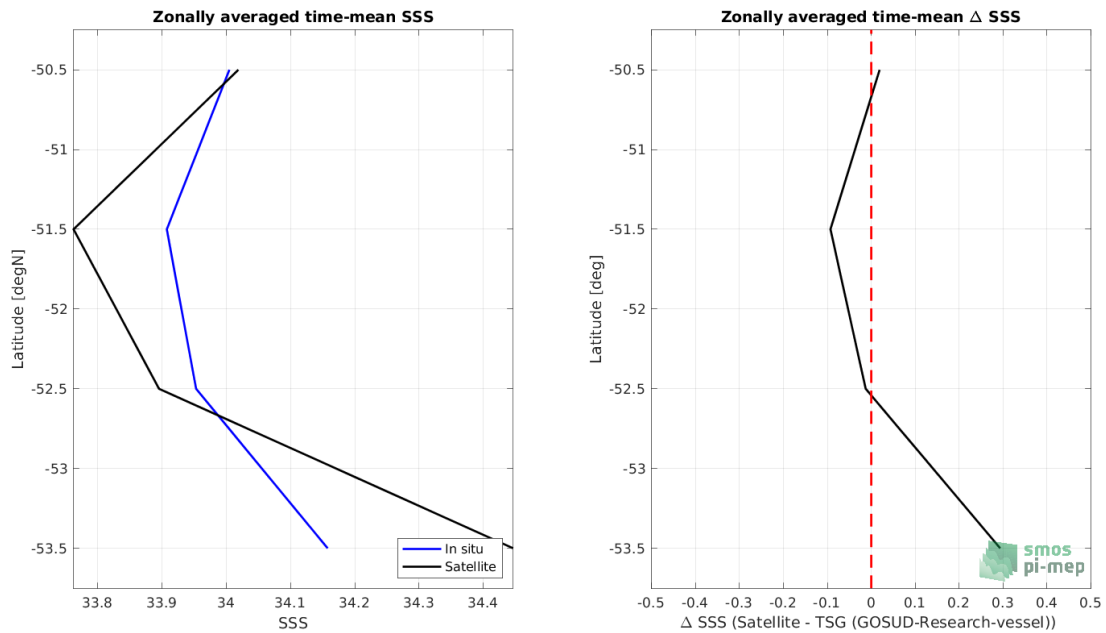 Zonally averaged time-mean SSS
-50.5
-51
-51.5
-52
-52.5
-53
-53.5
Latitude [degN]
33.8 33.9 34 34.1 34.2 34.3 34.4
SSS
In situ
Satellite
Zonally averaged time-mean Δ SSS
-50.5
-51
-51.5
-52
-52.5
-53
-53.5
Latitude [deg]
-0.5 -0.4 -0.3 -0.2 -0.1 0 0.1 0.2 0.3 0.4 0.5
Δ SSS (Satellite - TSG (GOSUD-Research-vessel))
smos
pi-mep